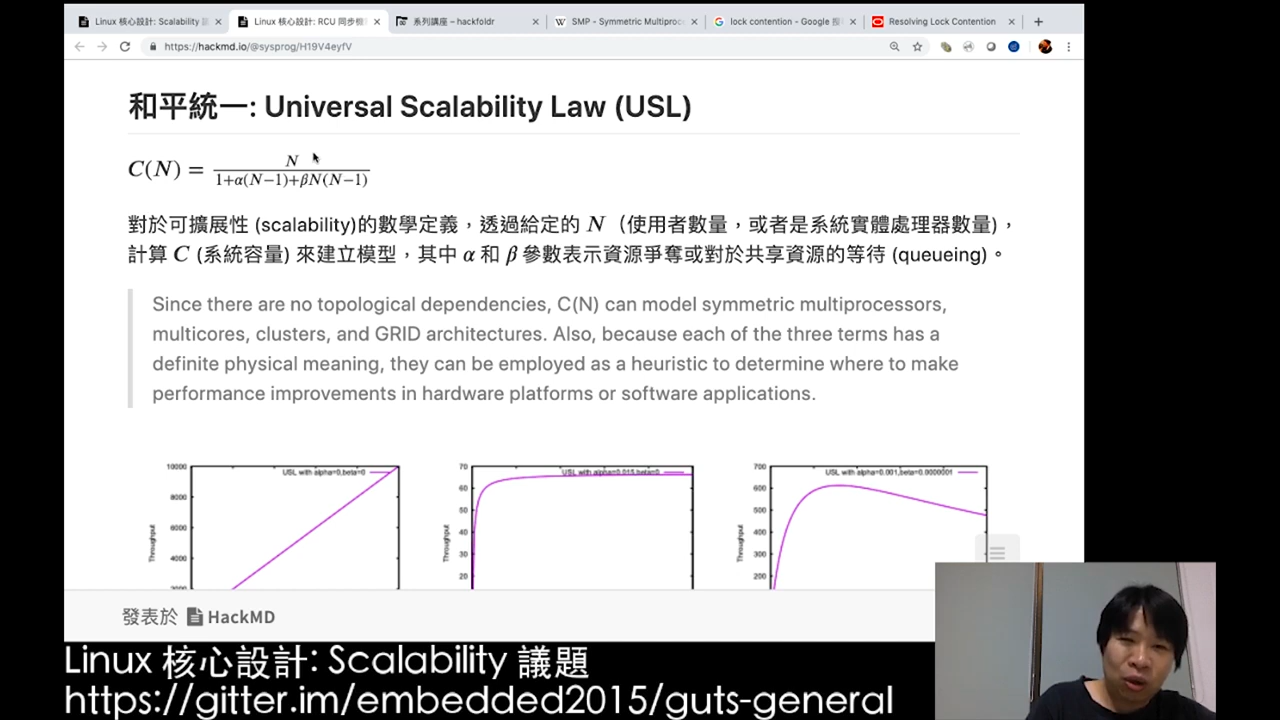 Linux 核心設計: Scalability 議
Linux 核心設計: RCU 同步機
系列講座 – hackfoldr
SMP - Symmetric Multiproc
lock contention - Google 搜
Resolving Lock Contention
https://hackmd.io/@sysprog/H19V4eyfV
和平統一: Universal Scalability Law (USL)
C(N) = N / 1+α(N−1)+βN(N−1)
對於可擴展性 (scalability)的數學定義，透過給定的 N （使用者數量，或者是系統實體處理器數量)，
計算 C (系統容量) 來建立模型，其中 α 和 β 參數表示資源爭奪或對於共享資源的等待 (queueing)。
Since there are no topological dependencies, C(N) can model symmetric multiprocessors,
multicores, clusters, and GRID architectures. Also, because each of the three terms has a
definite physical meaning, they can be employed as a heuristic to determine where to make
performance improvements in hardware platforms or software applications.
USL with alpha=0,beta=0
10000
8000
6000
4000
Throughput
USL with alpha=0.015,beta=0
70
60
50
40
30
20
Throughput
USL with alpha=0.001,beta=0.0000001
700
600
500
400
300
200
Throughput
發表於 HackMD
Linux 核心設計: Scalability 議題
https://gitter.im/embedded2015/guts-general